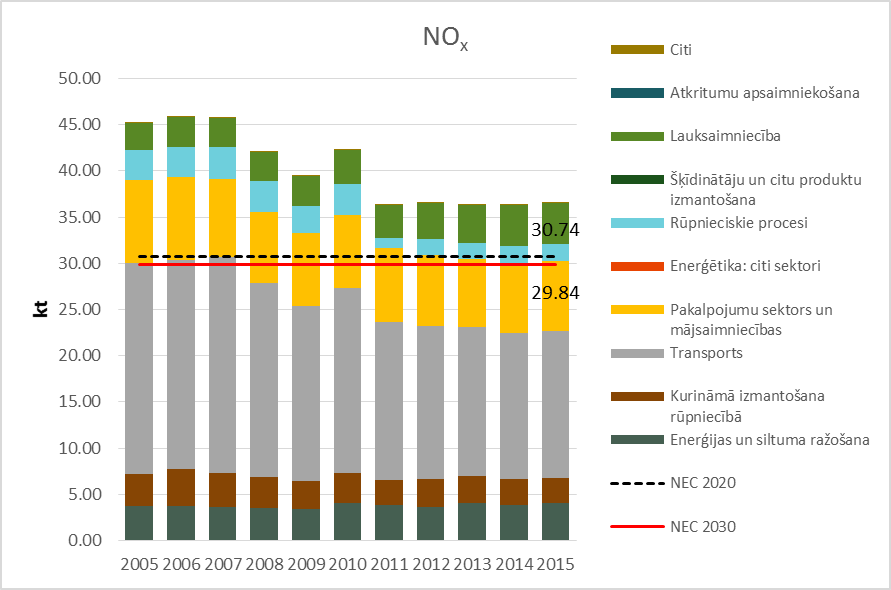 NOx
50.00
45.00
40.00
35.00
30.00
25.00
20.00
15.00
10.00
5.00
0.00
kt
30.74
29.84
2005 2006 2007 2008 2009 2010 2011 2012 2013 2014 2015
Citi
Atkritumu apsaimniekošana
Lauksaimniecība
Šķīdinātāju un citu produktu
izmantošana
Rūpnieciskie procesi
Enerģētika: citi sektori
Pakalpojumu sektors un
mājsaimniecības
Transports
Kurināmā izmantošana
rūpniecībā
Enerģijas un siltuma ražošana
NEC 2020
NEC 2030